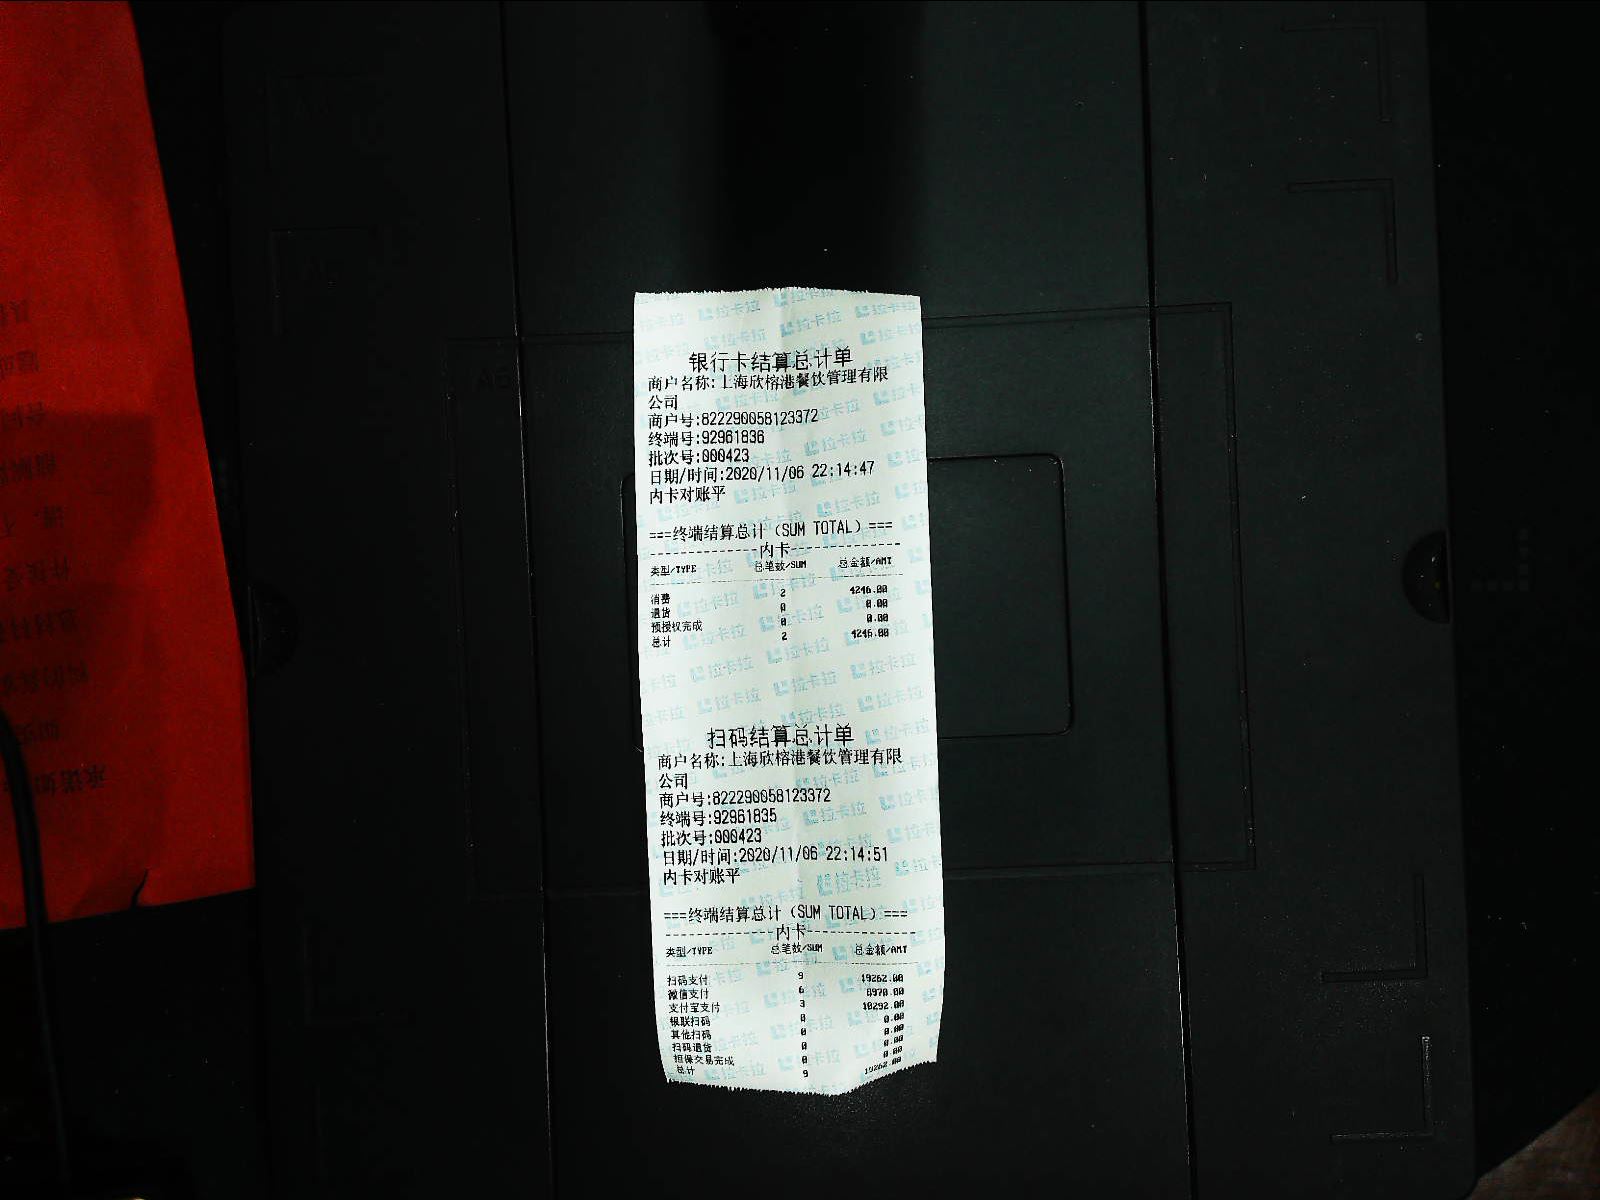 银行卡结算总计单
商户名称:上海欣榕港餐饮管理有限
公司
商户号:822290058123372
终端号:92961836
批次号:000423
日期/时间:2020/11/06 22:14:47
内卡对账平
===终端结算总计（SUM TOTAL）===
内卡
类型/TYPE 总笔数/SUM 总金额/AMT
消费 2 4246.00
退货 0 0.00
预授权完成 0 0.00
总计 2 4246.00
扫码结算总计单
商户名称:上海欣榕港餐饮管理有限
公司
商户号:822290058123372
终端号:92961835
批次号:000423
日期/时间:2020/11/06 22:14:51
内卡对账平
===终端结算总计（SUM TOTAL）===
内卡
类型/TYPE 总笔数/SUM 总金额/AMT
扫码支付 9 19262.00
微信支付 6 8970.00
支付宝支付 3 10292.00
银联扫码 0 0.00
其他扫码 0 0.00
扫码退货 0 0.00
担保交易完成 0 0.00
总计 9 19262.00